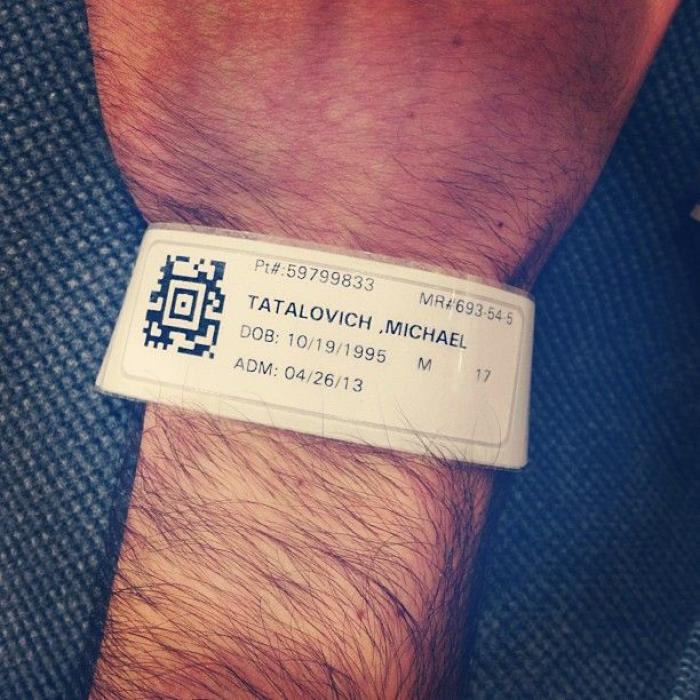 Pt#:59799833
MR#693-54-5
TATALOVICH ,MICHAEL
DOB: 10/19/1995 M 17
ADM: 04/26/13